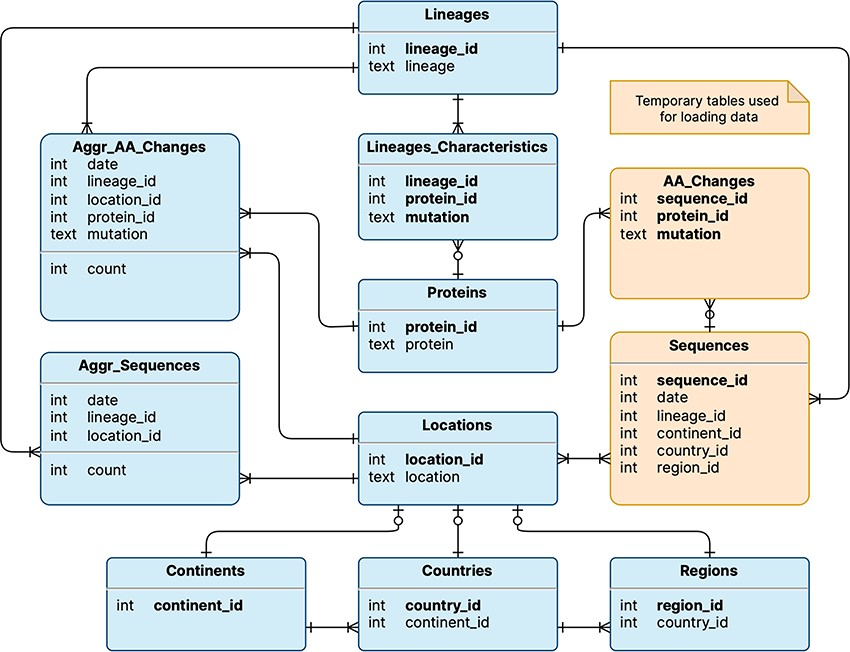 Lineages
int lineage_id
text lineage
Temporary tables used
for loading data
Aggr_AA_Changes
int date
int lineage_id
int location_id
int protein_id
text mutation
int count
Lineages_Characteristics
int lineage_id
int protein_id
text mutation
AA_Changes
int sequence_id
int protein_id
text mutation
Proteins
int protein_id
text protein
Sequences
int sequence_id
int date
int lineage_id
int continent_id
int country_id
int region_id
Aggr_Sequences
int date
int lineage_id
int location_id
int count
Locations
int location_id
text location
Continents
int continent_id
Countries
int country_id
int continent_id
Regions
int region_id
int country_id